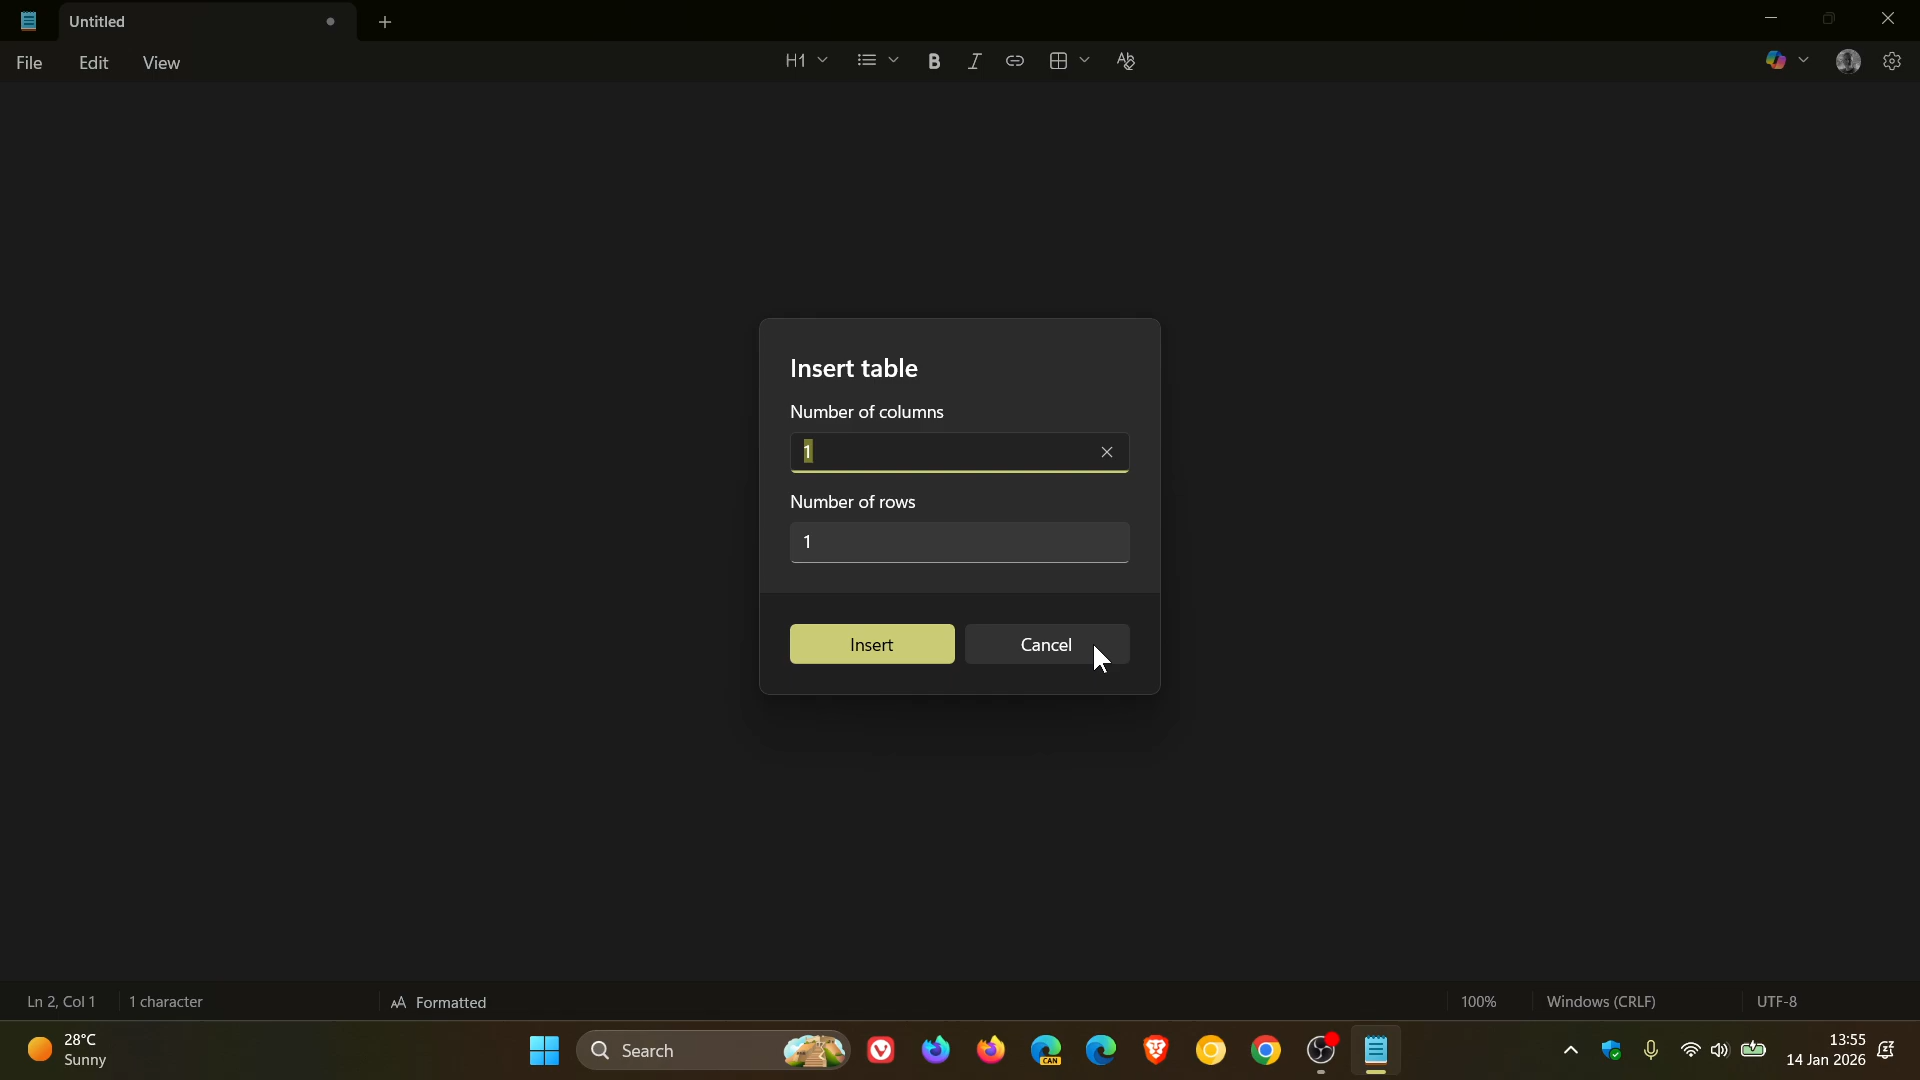 Untitled
File Edit View
H1 B I
Insert table
Number of columns
1
Number of rows
1
Insert Cancel
Ln 2, Col 1 1 character Formatted 100% Windows (CRLF) UTF-8
28°C
Sunny
Search
CAN
13:55
14 Jan 2026